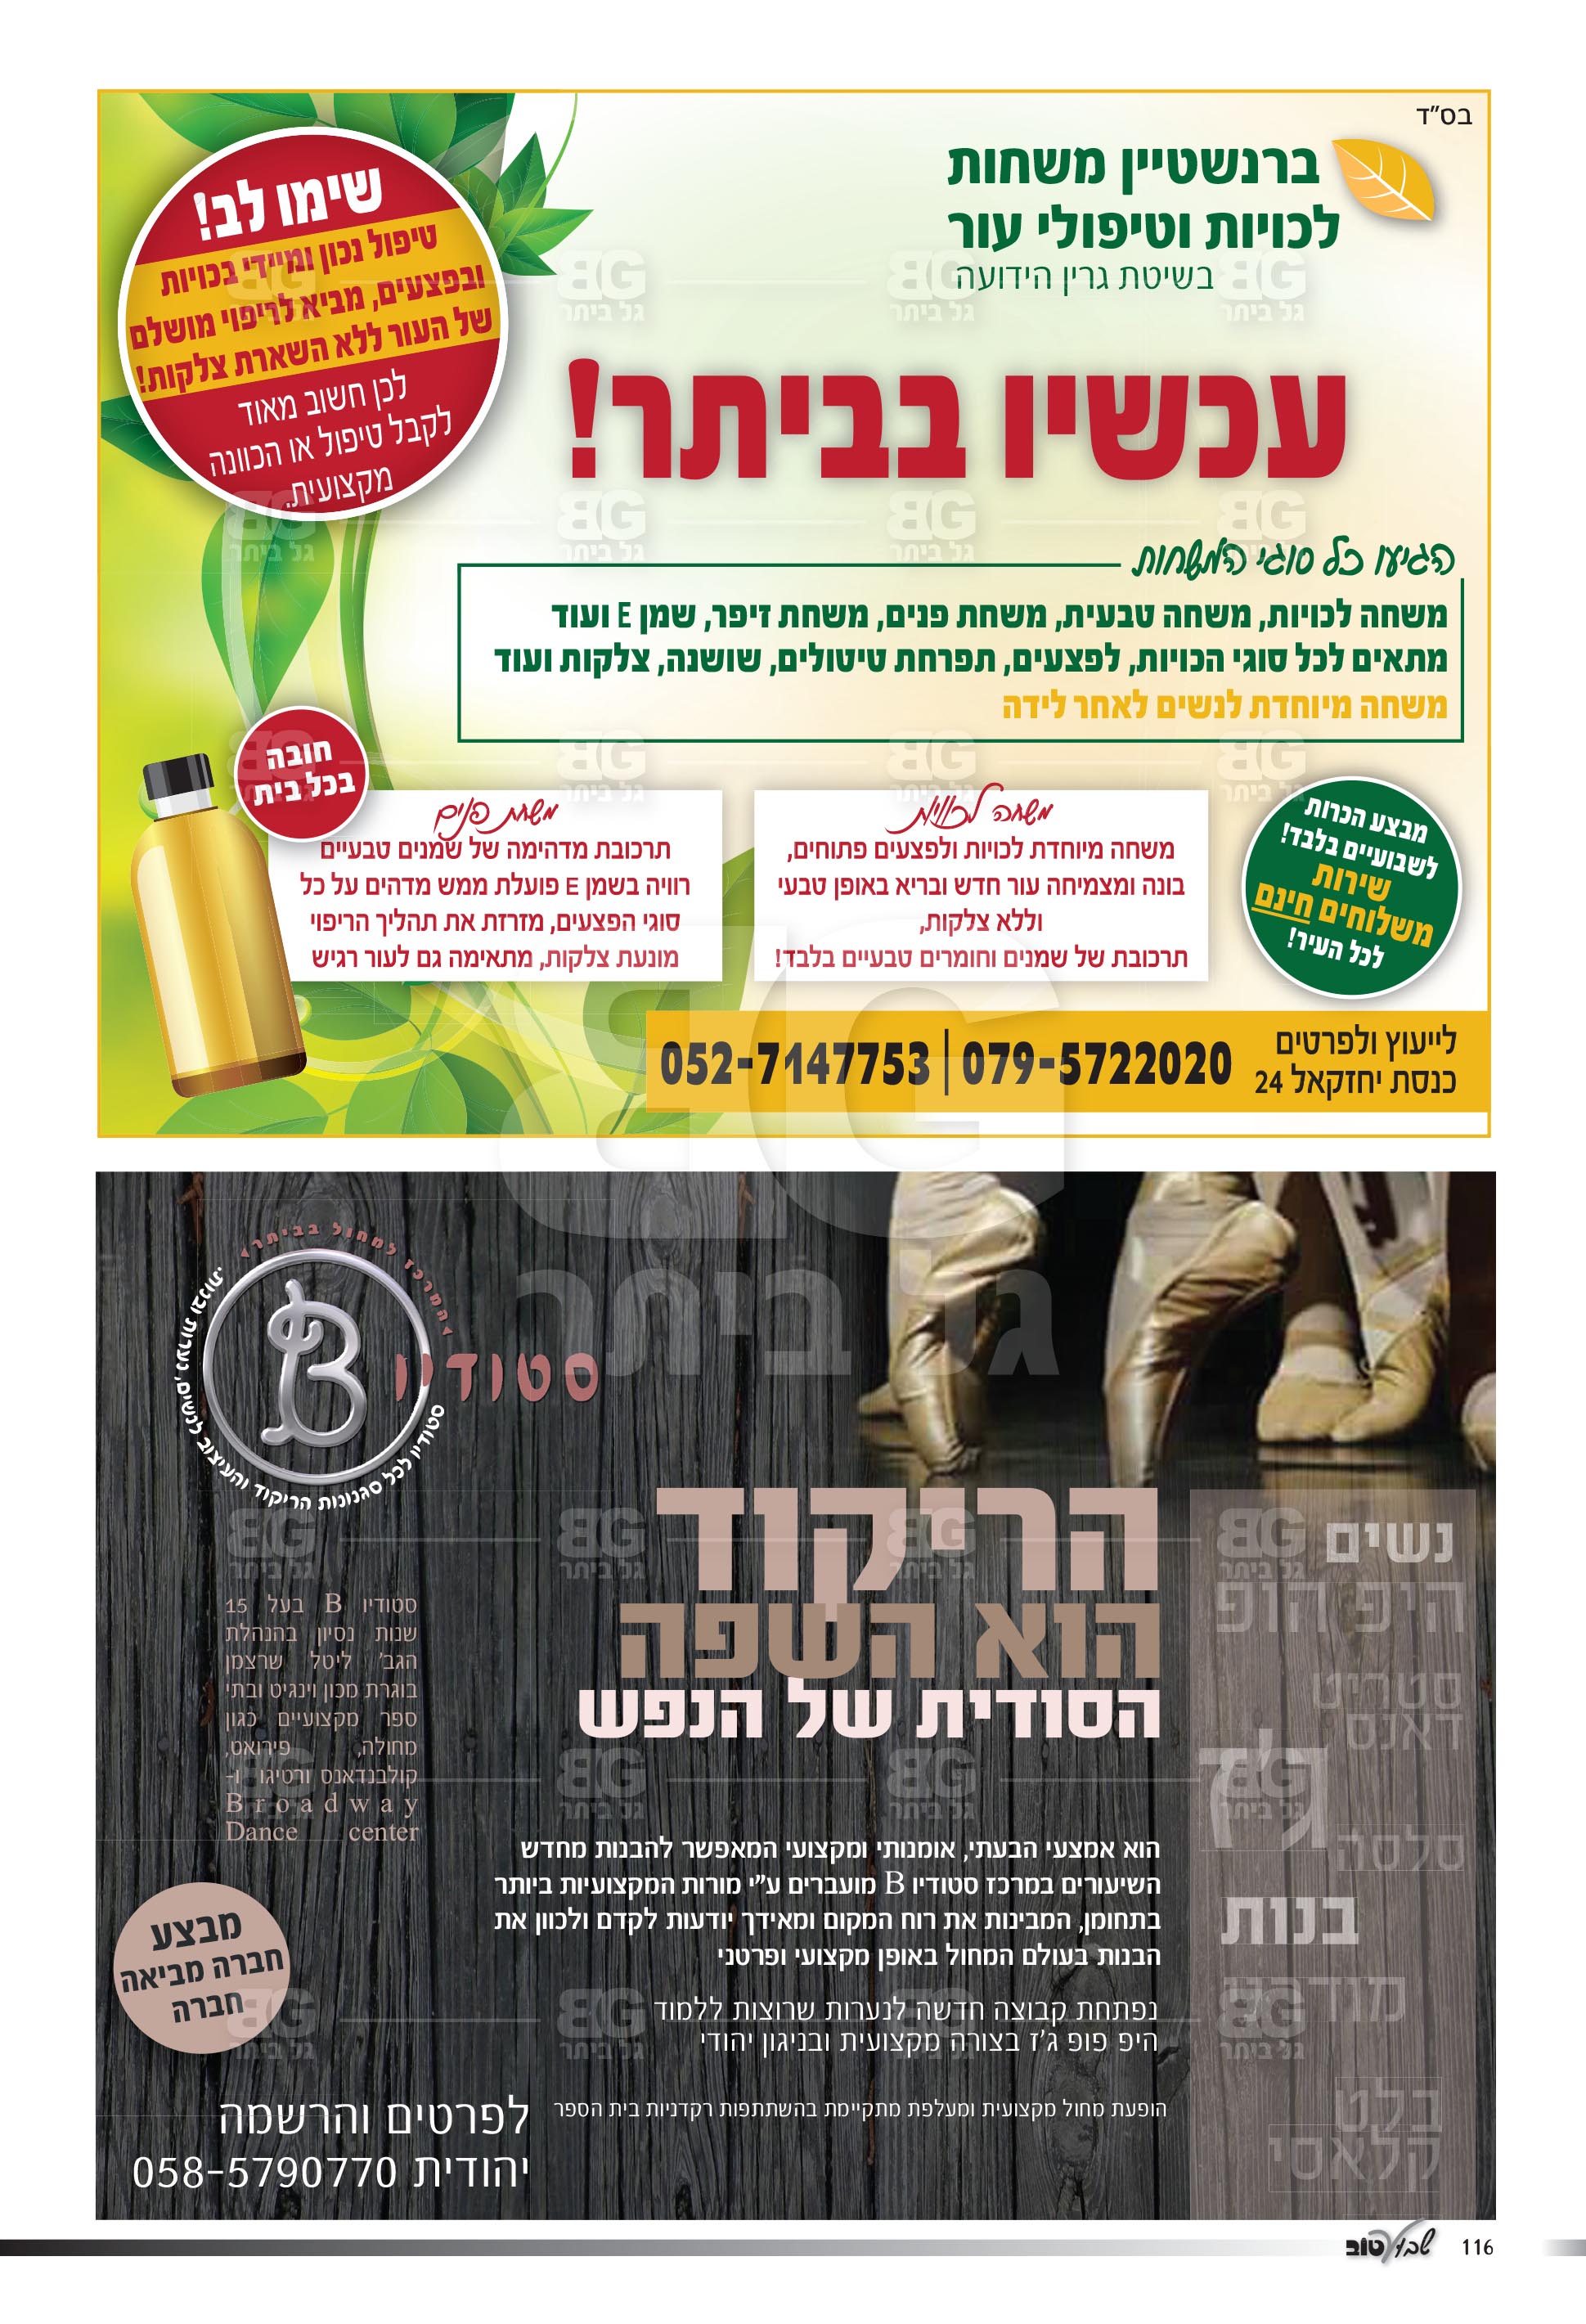 בס"ד
ברנשטיין משחות
לכויות וטיפולי עור
בשיטת גרין הידועה
שימו לב!
טיפול נכון ומיידי בכויות
ובפצעים, מביא לריפוי מושלם
של העור ללא השארת צלקות!
לכן חשוב מאוד
לקבל טיפול או הכוונה
מקצועית.
עכשיו בביתר!
הגיעו כל סוגי המשחות
משחה לכויות, משחה טבעית, משחת פנים, משחת זיפר, שמן E ועוד
מתאים לכל סוגי הכויות, לפצעים, תפרחת טיטולים, שושנה, צלקות ועוד
משחה מיוחדת לנשים לאחר לידה
חובה
בכל בית
מבצע הכרות
לשבועיים בלבד!
שירות
משלוחים חינם
לכל העיר!
משחה לכוויות
משחה מיוחדת לכויות ולפצעים פתוחים,
בונה ומצמיחה עור חדש ובריא באופן טבעי
וללא צלקות,
תרכובת של שמנים וחומרים טבעיים בלבד!
משחת פנים
תרכובת מדהימה של שמנים טבעיים
רוויה בשמן E פועלת ממש מדהים על כל
סוגי הפצעים, מזרזת את תהליך הריפוי
מונעת צלקות, מתאימה גם לעור רגיש
לייעוץ ולפרטים
כנסת יחזקאל 24
079-5722020 | 052-7147753
המרכז למחול בביתר
סטודיו B
סטודיו לכל סגנונות הריקוד והעיצוב לנשים, נערות ובנות.
הריקוד
הוא השפה
הסודית של הנפש
נשים
היפ הופ
סטריט
דאנס
ג'ז
סלסה
בנות
מודרני
בלט
קלאסי
סטודיו B בעל 15
שנות נסיון בהנהלת
הגב' ליטל שרצמן
בוגרת מכון וינגיט ובתי
ספר מקצועיים כגון
מחולה, פירואט,
קולבנדאנס ורטיגו ו-
Broadway
Dance center
הוא אמצעי הבעתי, אומנותי ומקצועי המאפשר להבנות מחדש
השיעורים במרכז סטודיו B מועברים ע"י מורות המקצועיות ביותר
בתחומן, המבינות את רוח המקום ומאידך יודעות לקדם ולכוון את
הבנות בעולם המחול באופן מקצועי ופרטני
נפתחת קבוצה חדשה לנערות שרוצות ללמוד
היפ פופ ג'ז בצורה מקצועית ובניגון יהודי
הופעת מחול מקצועית ומעלפת מתקיימת בהשתתפות רקדניות בית הספר
מבצע
חברה מביאה
חברה
לפרטים והרשמה
יהודית 058-5790770
BG
גל ביתר
116 שבוע טוב